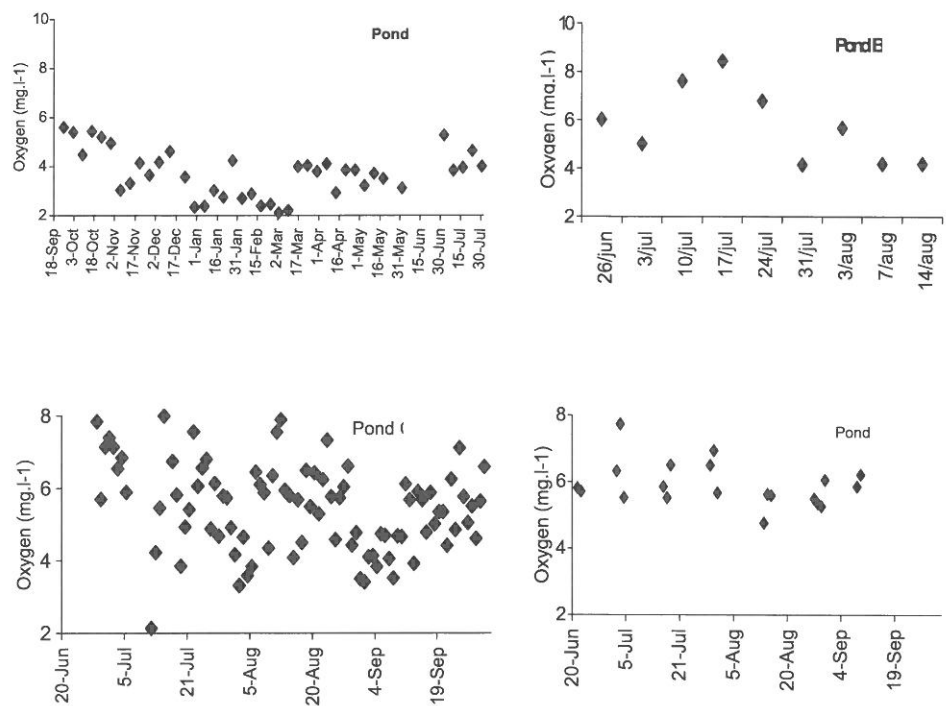 Pond
10
8
6
4
2
Oxygen (mg.l-1)
18-Sep
3-Oct
18-Oct
2-Nov
17-Nov
2-Dec
17-Dec
1-Jan
16-Jan
31-Jan
15-Feb
2-Mar
17-Mar
1-Apr
16-Apr
1-May
16-May
31-May
15-Jun
30-Jun
15-Jul
30-Jul
Pond B
10
8
6
4
2
Oxygen (mg.l-1)
26/jun
3/jul
10/jul
17/jul
24/jul
31/jul
3/aug
7/aug
14/aug
Pond
8
6
4
2
Oxygen (mg.l-1)
20-Jun
5-Jul
21-Jul
5-Aug
20-Aug
4-Sep
19-Sep
Pond
8
6
4
2
Oxygen (mg.l-1)
20-Jun
5-Jul
21-Jul
5-Aug
20-Aug
4-Sep
19-Sep